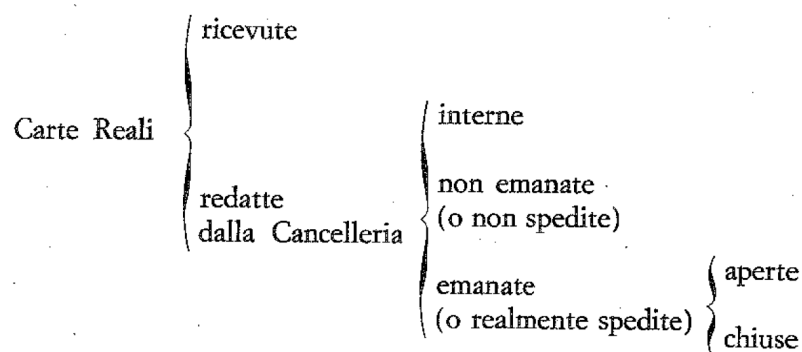 Carte Reali
ricevute
redatte
dalla Cancelleria
interne
non emanate
(o non spedite)
emanate
(o realmente spedite)
aperte
chiuse